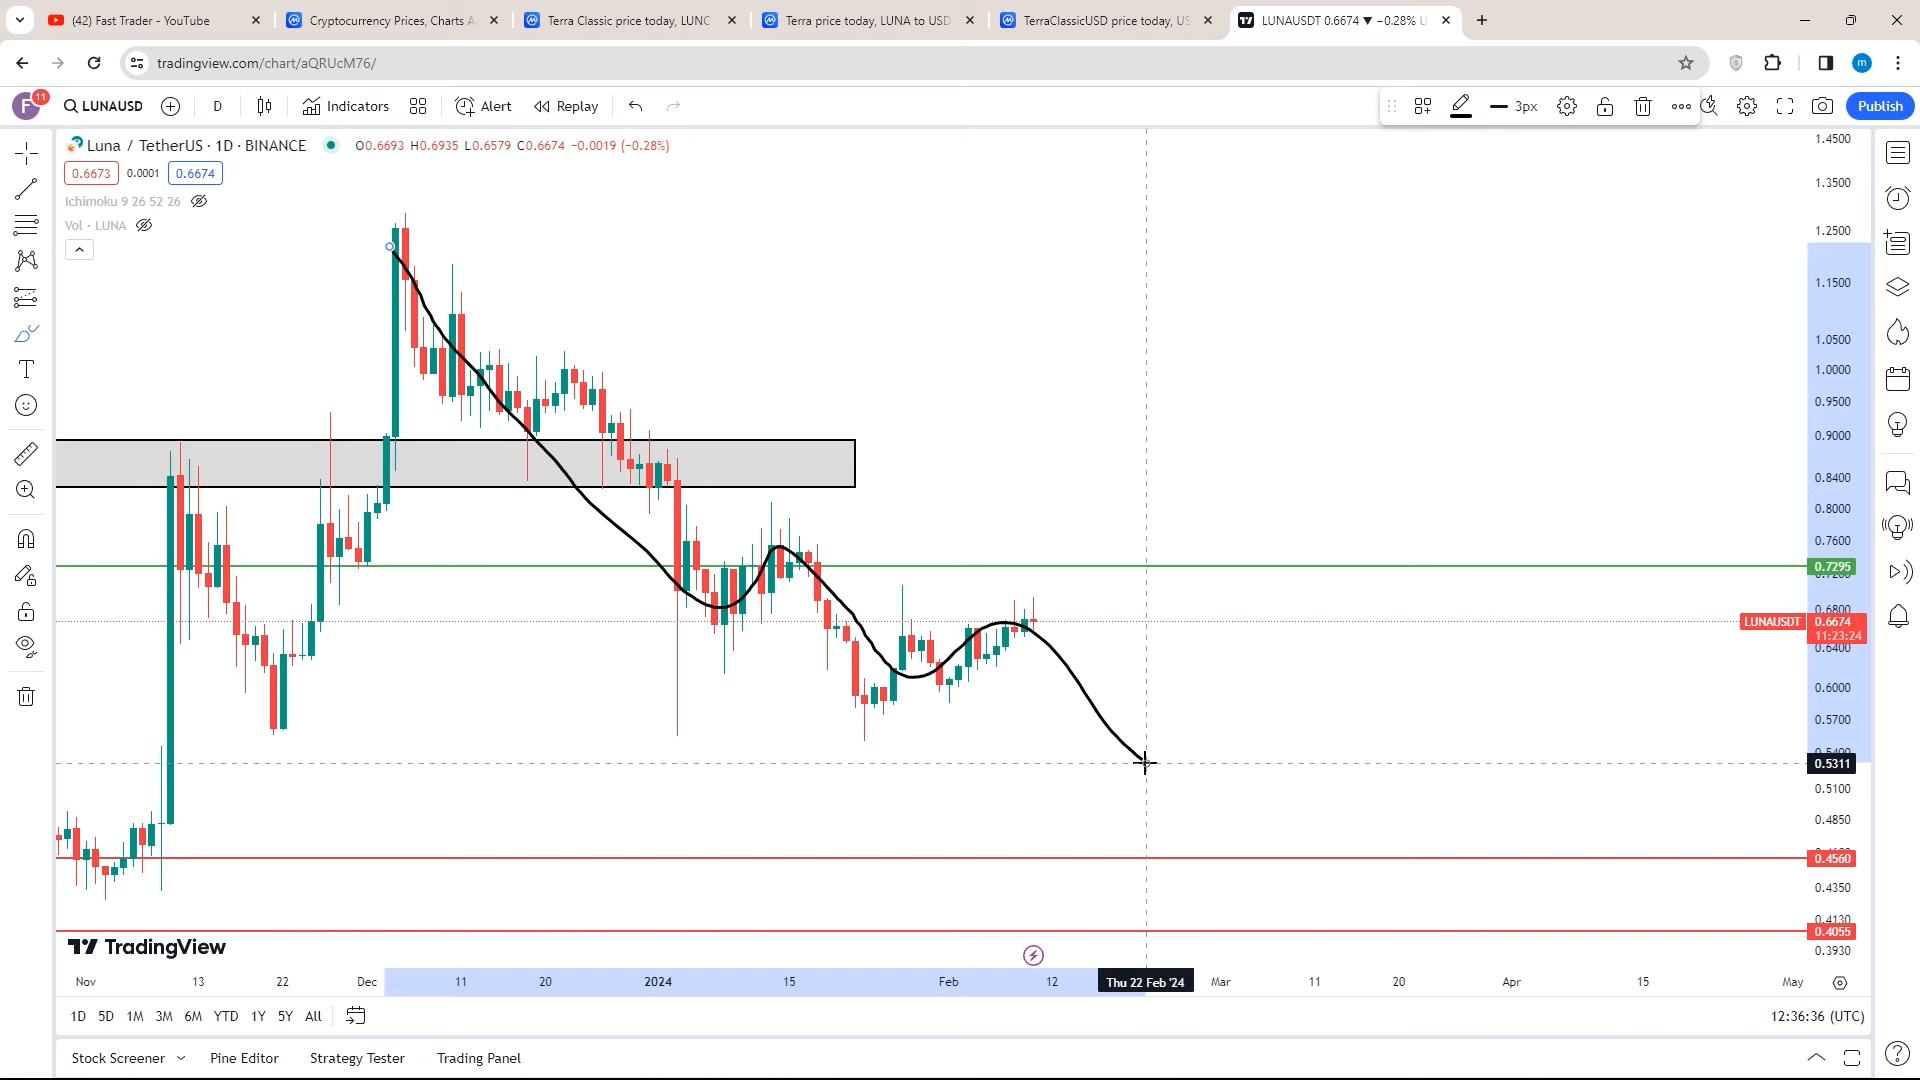 (42) Fast Trader - YouTube
Cryptocurrency Prices, Charts A
Terra Classic price today, LUNC
Terra price today, LUNA to USD
TerraClassicUSD price today, US
LUNAUSDT 0.6674 ▼ −0.28% U
tradingview.com/chart/aQRUcM76/
m
F 11
LUNAUSD
D
Indicators
Alert
Replay
3px
Publish
Luna / TetherUS · 1D · BINANCE O0.6693 H0.6935 L0.6579 C0.6674 −0.0019 (−0.28%)
0.6673 0.0001 0.6674
Ichimoku 9 26 52 26
Vol · LUNA
1.4500
1.3500
1.2500
1.1500
1.0500
1.0000
0.9500
0.9000
0.8400
0.8000
0.7600
0.7295
0.6800
LUNAUSDT 0.6674
11:23:24
0.6400
0.6000
0.5700
0.5400
0.5311
0.5100
0.4850
0.4560
0.4350
0.4130
0.4055
0.3930
TradingView
Nov 13 22 Dec 11 20 2024 15 Feb 12 Thu 22 Feb '24 Mar 11 20 Apr 15 May
1D 5D 1M 3M 6M YTD 1Y 5Y All
12:36:36 (UTC)
Stock Screener Pine Editor Strategy Tester Trading Panel